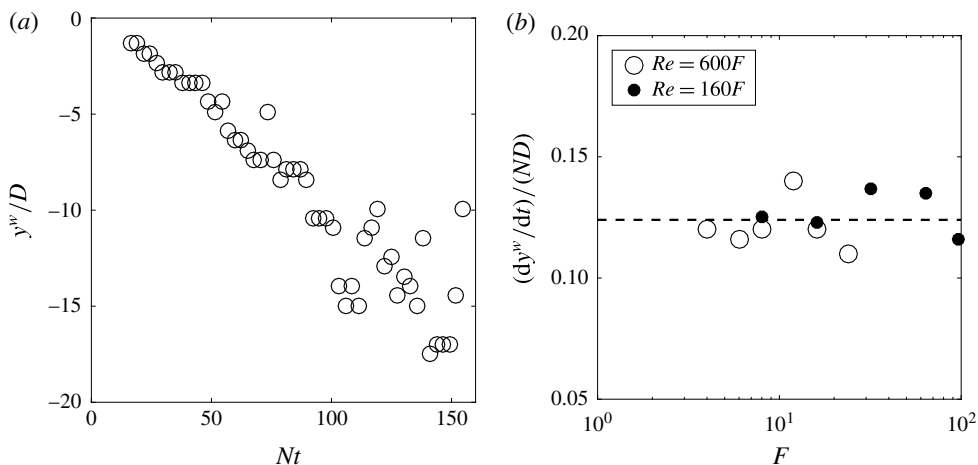 (a)
0
−5
−10
−15
−20
y^w/D
0
50
100
150
Nt
(b)
0.20
0.15
0.10
0.05
(dy^w/dt)/(ND)
Re = 600F
Re = 160F
10^0
10^1
10^2
F